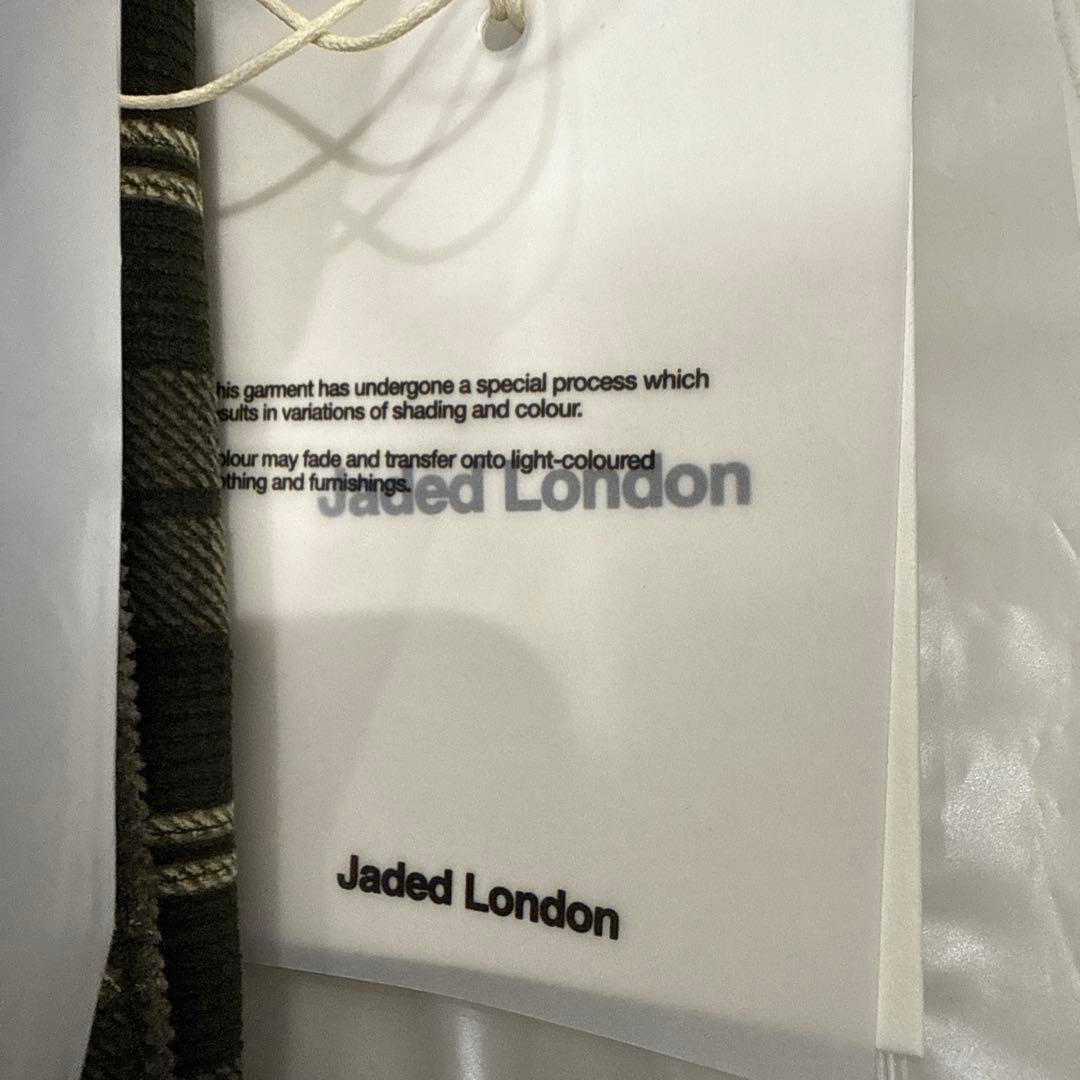 his garment has undergone a special process which
sults in variations of shading and colour.
olour may fade and transfer onto light-coloured
othing and furnishings.
Jaded London
Jaded London